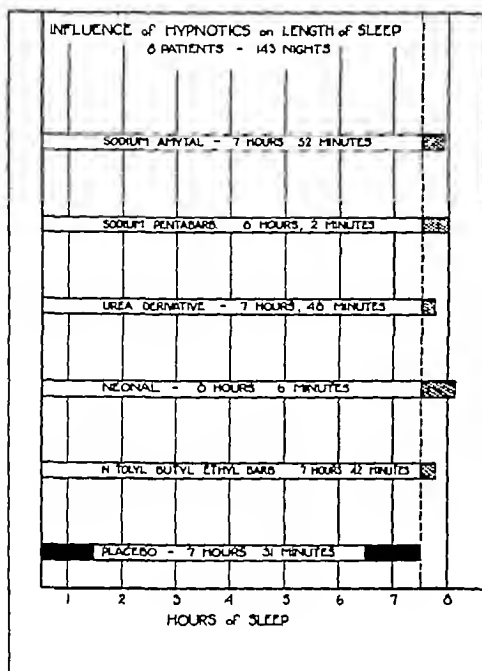 INFLUENCE of HYPNOTICS on LENGTH of SLEEP
8 PATIENTS - 143 NIGHTS
SODIUM AMYTAL - 7 HOURS 52 MINUTES
SODIUM PENTABARB. 8 HOURS, 2 MINUTES
UREA DERIVATIVE - 7 HOURS, 48 MINUTES
NEONAL - 8 HOURS 6 MINUTES
N TOLYL BUTYL ETHYL BARB 7 HOURS 42 MINUTES
PLACEBO - 7 HOURS 31 MINUTES
1 2 3 4 5 6 7 8
HOURS of SLEEP